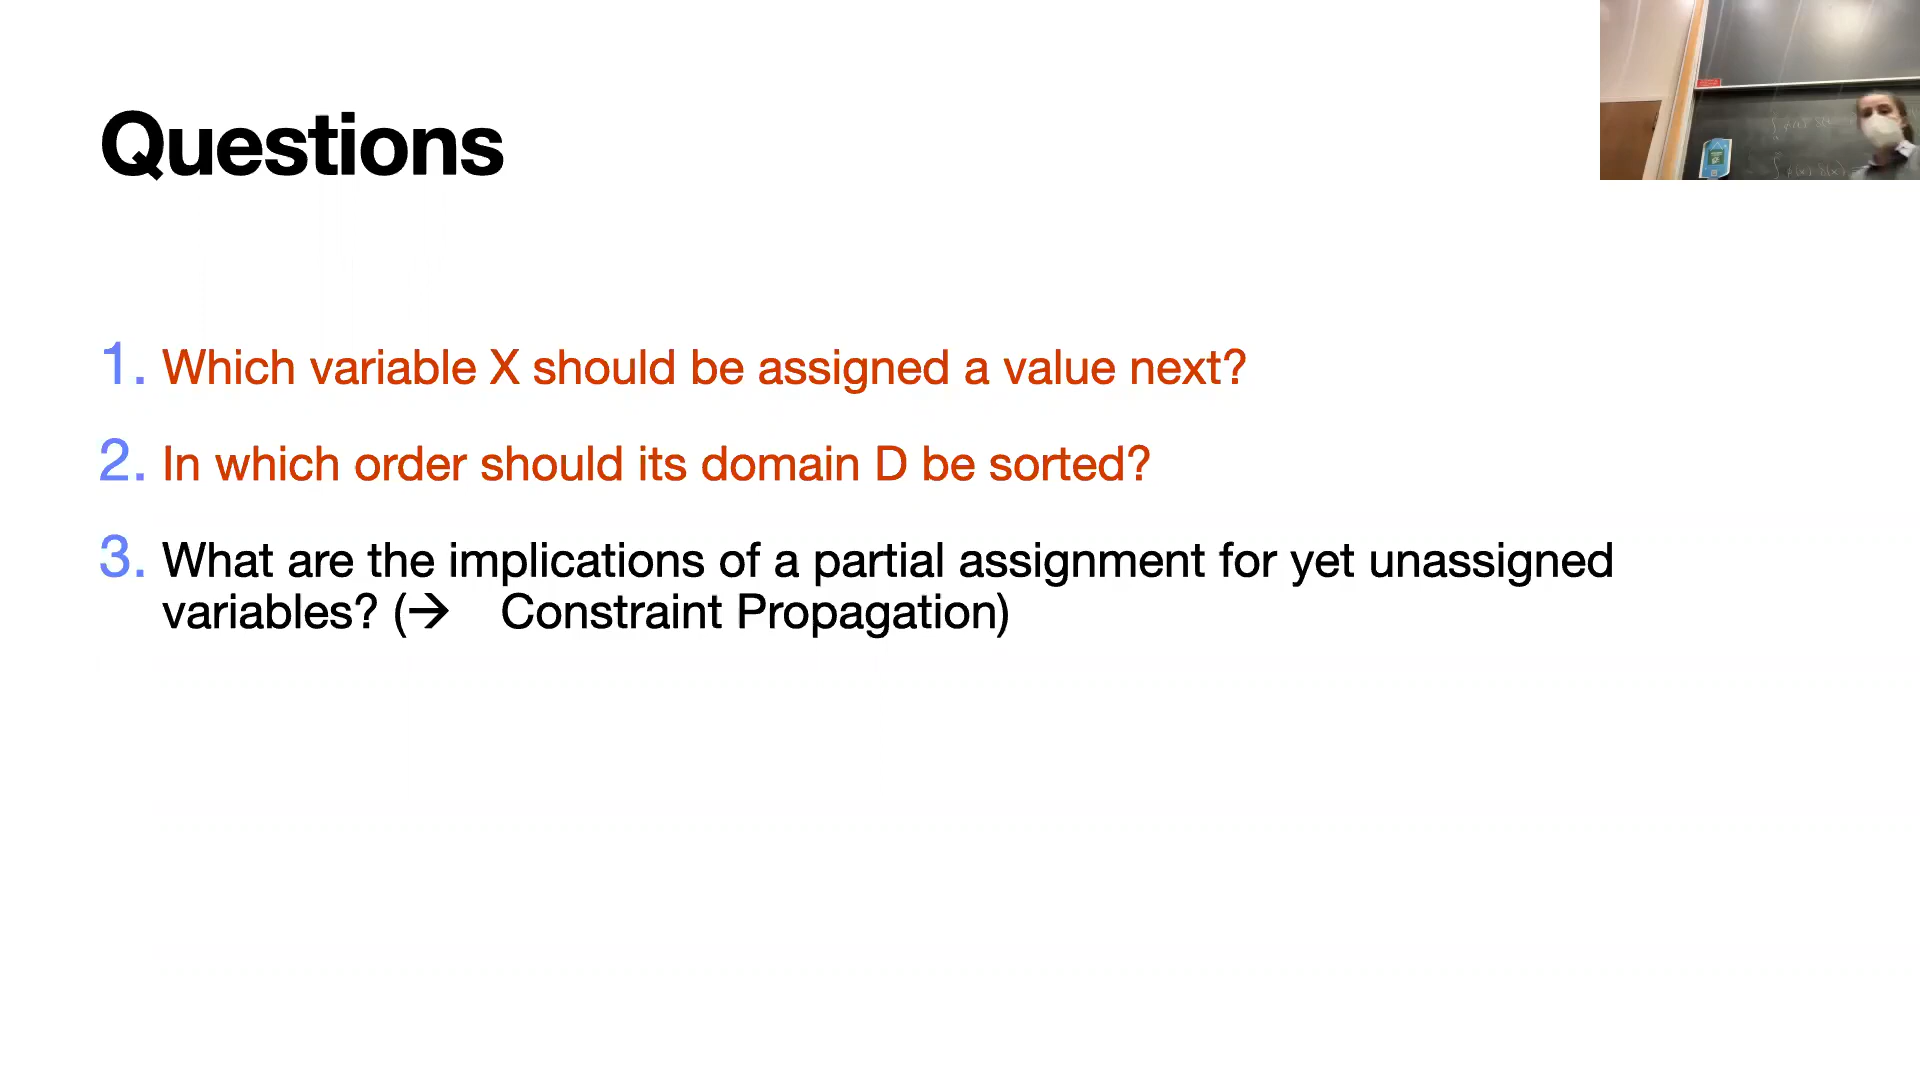 Questions
1. Which variable X should be assigned a value next?
2. In which order should its domain D be sorted?
3. What are the implications of a partial assignment for yet unassigned
variables? (→ Constraint Propagation)